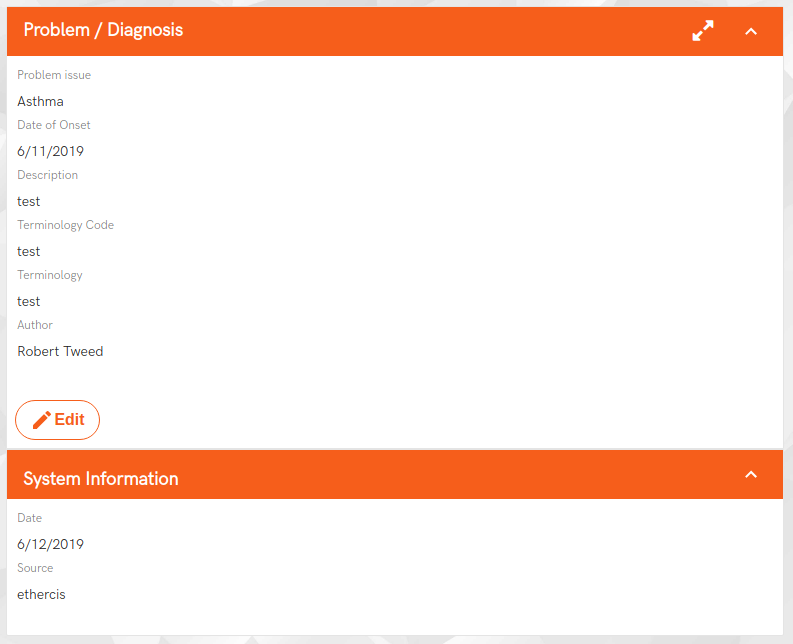 Problem / Diagnosis
Problem issue
Asthma
Date of Onset
6/11/2019
Description
test
Terminology Code
test
Terminology
test
Author
Robert Tweed
Edit
System Information
Date
6/12/2019
Source
ethercis